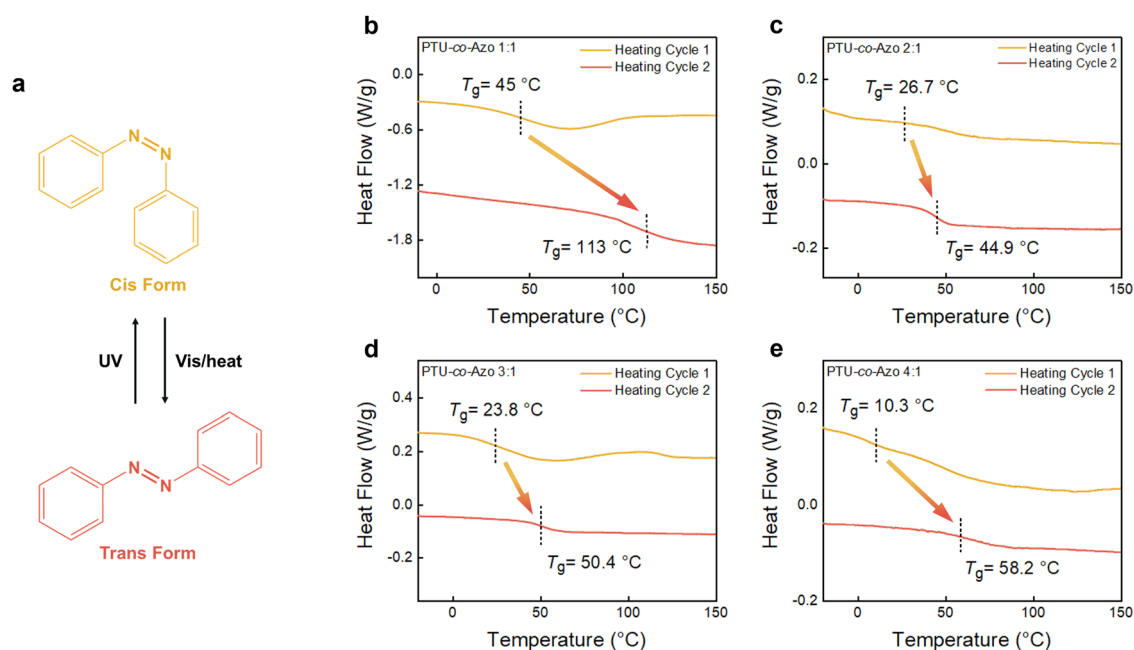 a
N
N
Cis Form
UV
Vis/heat
N
N
Trans Form
b
PTU-co-Azo 1:1
Heating Cycle 1
Heating Cycle 2
Tg= 45 °C
Tg= 113 °C
0.0
-0.6
-1.2
-1.8
Heat Flow (W/g)
0
50
100
150
Temperature (°C)
c
PTU-co-Azo 2:1
Heating Cycle 1
Heating Cycle 2
Tg= 26.7 °C
Tg= 44.9 °C
0.2
0.0
-0.2
Heat Flow (W/g)
0
50
100
150
Temperature (°C)
d
PTU-co-Azo 3:1
Heating Cycle 1
Heating Cycle 2
Tg= 23.8 °C
Tg= 50.4 °C
0.4
0.2
0.0
-0.2
Heat Flow (W/g)
0
50
100
150
Temperature (°C)
e
PTU-co-Azo 4:1
Heating Cycle 1
Heating Cycle 2
Tg= 10.3 °C
Tg= 58.2 °C
0.2
0.0
0.2
Heat Flow (W/g)
0
50
100
150
Temperature (°C)